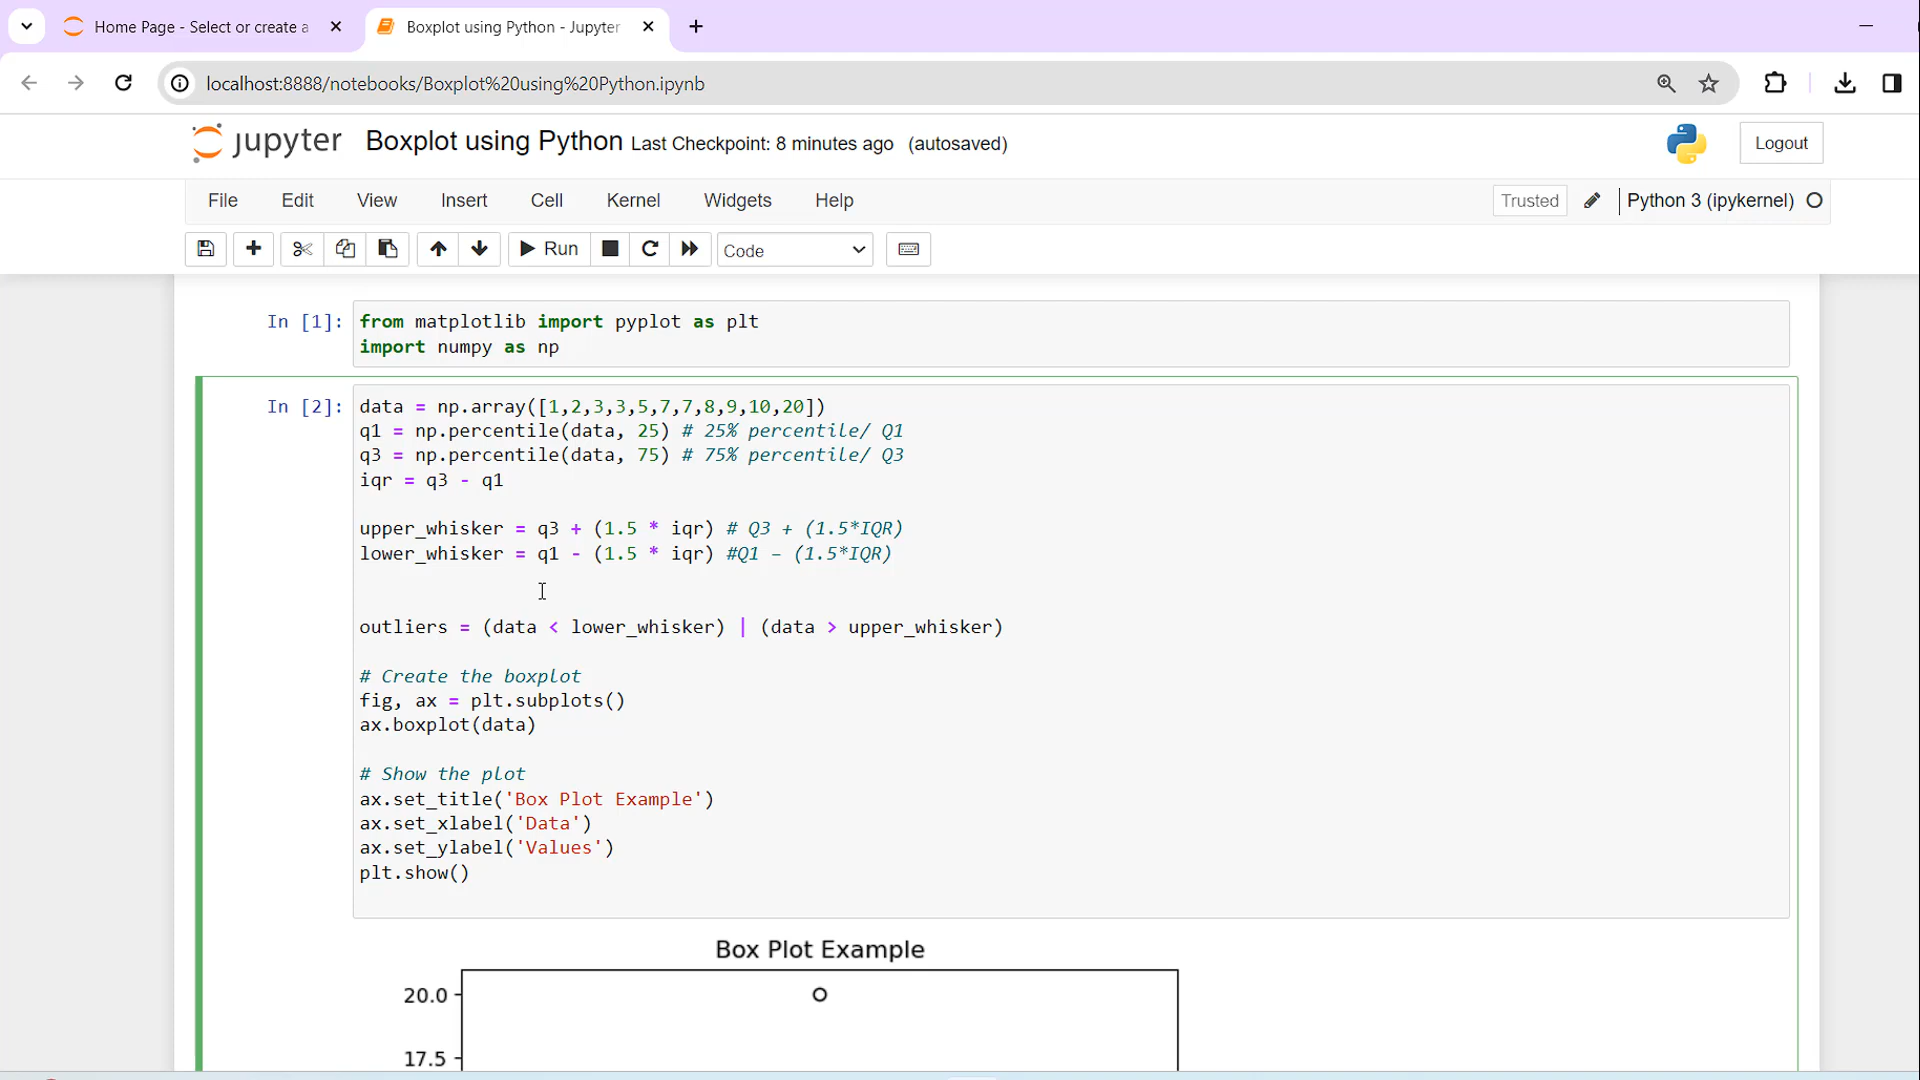 Home Page - Select or create a
Boxplot using Python - Jupyter
localhost:8888/notebooks/Boxplot%20using%20Python.ipynb
jupyter Boxplot using Python Last Checkpoint: 8 minutes ago (autosaved)
Logout
File Edit View Insert Cell Kernel Widgets Help
Trusted Python 3 (ipykernel)
Run
Code
In [1]:
from matplotlib import pyplot as plt
import numpy as np
In [2]:
data = np.array([1,2,3,3,5,7,7,8,9,10,20])
q1 = np.percentile(data, 25) # 25% percentile/ Q1
q3 = np.percentile(data, 75) # 75% percentile/ Q3
iqr = q3 - q1
upper_whisker = q3 + (1.5 * iqr) # Q3 + (1.5*IQR)
lower_whisker = q1 - (1.5 * iqr) #Q1 – (1.5*IQR)
outliers = (data < lower_whisker) | (data > upper_whisker)
# Create the boxplot
fig, ax = plt.subplots()
ax.boxplot(data)
# Show the plot
ax.set_title('Box Plot Example')
ax.set_xlabel('Data')
ax.set_ylabel('Values')
plt.show()
Box Plot Example
20.0
17.5